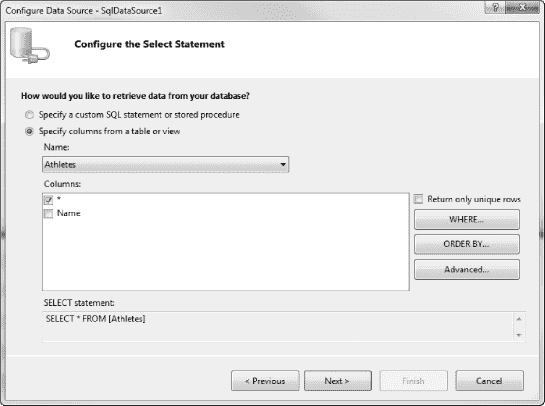 Configure Data Source - SqlDataSource1
Configure the Select Statement
How would you like to retrieve data from your database?
Specify a custom SQL statement or stored procedure
Specify columns from a table or view
Name:
Athletes
Columns:
*
Return only unique rows
Name
WHERE...
ORDER BY...
Advanced...
SELECT statement:
SELECT * FROM [Athletes]
< Previous
Next >
Finish
Cancel